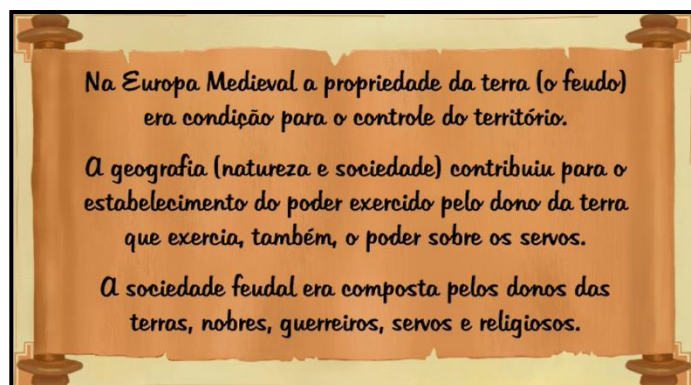 Na Europa Medieval a propriedade da terra (o feudo)
era condição para o controle do território.
A geografia (natureza e sociedade) contribuiu para o
estabelecimento do poder exercido pelo dono da terra
que exercia, também, o poder sobre os servos.
A sociedade feudal era composta pelos donos das
terras, nobres, guerreiros, servos e religiosos.